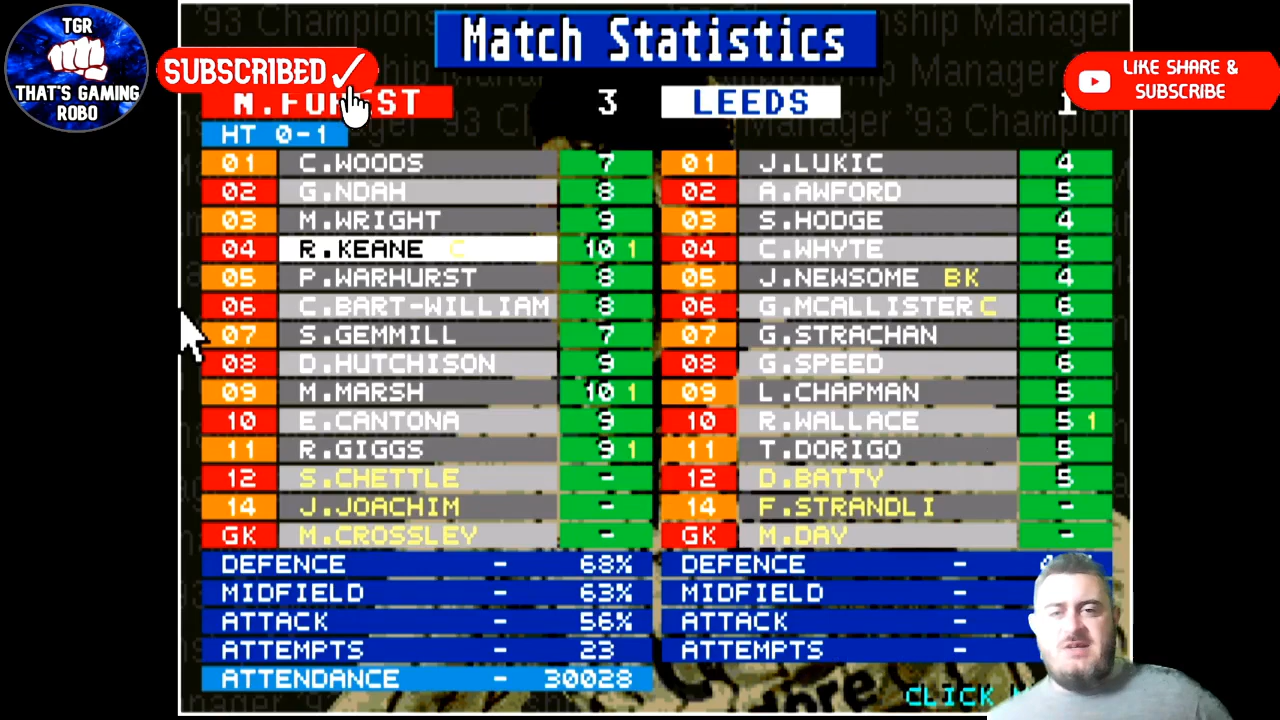 TGR
THAT'S GAMING
ROBO
SUBSCRIBED
LIKE SHARE &
SUBSCRIBE
Match Statistics
N.FOREST 3 LEEDS 1
HT 0-1
01 C.WOODS 7 01 J.LUKIC 4
02 G.NDAH 8 02 A.AWFORD 5
03 M.WRIGHT 9 03 S.HODGE 4
04 R.KEANE C 10 1 04 C.WHYTE 5
05 P.WARHURST 8 05 J.NEWSOME BK 4
06 C.BART-WILLIAM 8 06 G.MCALLISTER C 6
07 S.GEMMILL 7 07 G.STRACHAN 5
08 D.HUTCHISON 9 08 G.SPEED 6
09 M.MARSH 10 1 09 L.CHAPMAN 5
10 E.CANTONA 9 10 R.WALLACE 5 1
11 R.GIGGS 9 1 11 T.DORIGO 5
12 S.CHETTLE - 12 D.BATTY 5
14 J.JOACHIM - 14 F.STRANDLI -
GK M.CROSSLEY - GK M.DAY -
DEFENCE - 68% DEFENCE -
MIDFIELD - 63% MIDFIELD -
ATTACK - 56% ATTACK -
ATTEMPTS - 23 ATTEMPTS -
ATTENDANCE - 30028
CLICK